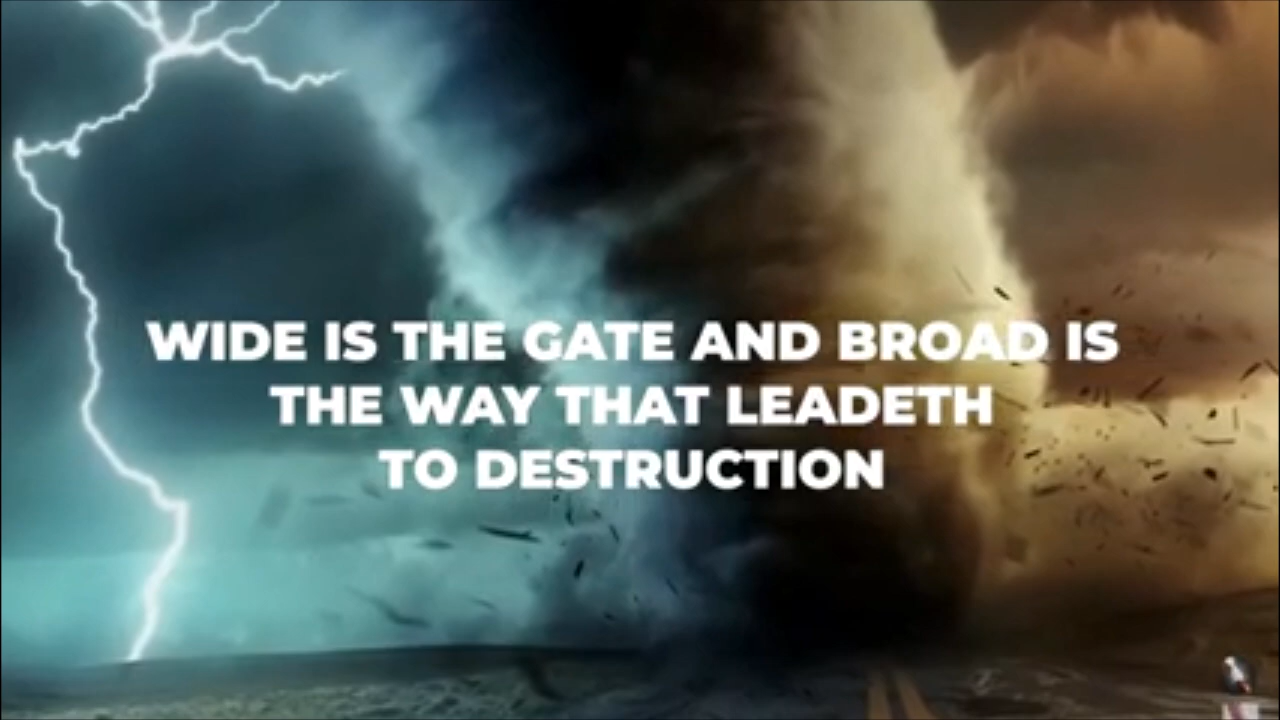 WIDE IS THE GATE AND BROAD IS
THE WAY THAT LEADETH
TO DESTRUCTION